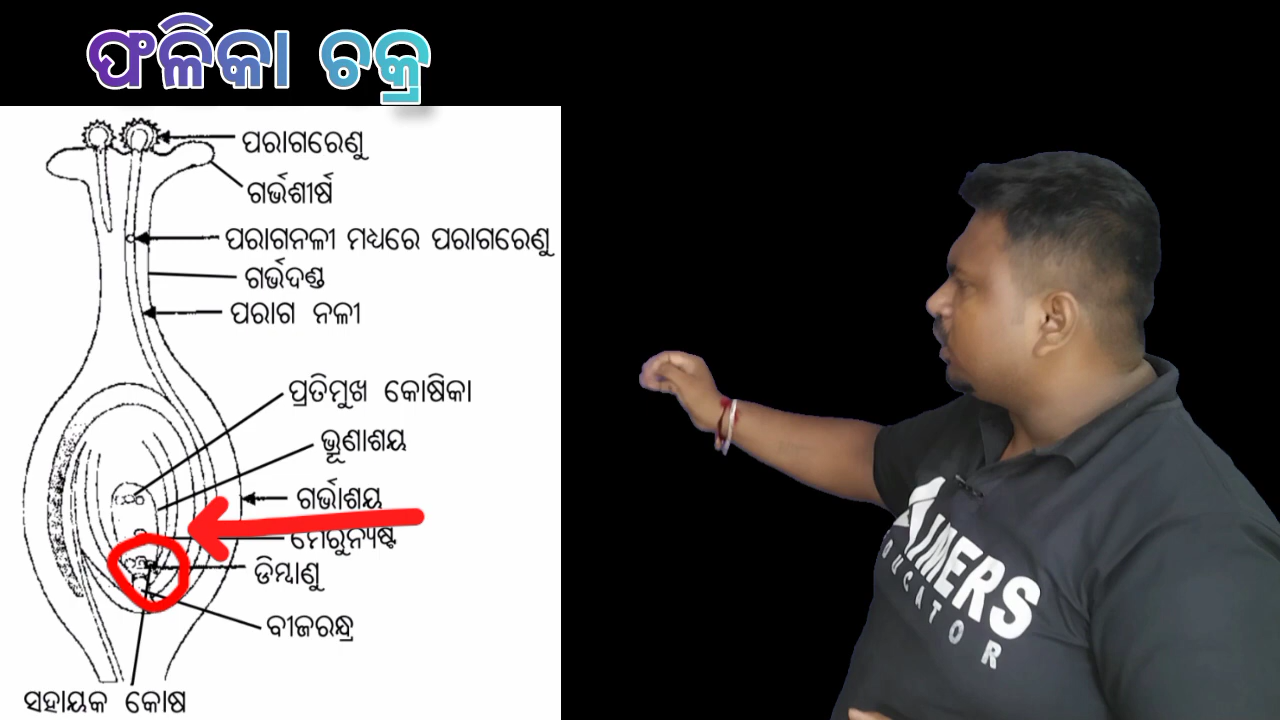 ଫଳିକା ଚକ୍ର
ପରାଗରେଣୁ
ଗର୍ଭଶୀର୍ଷ
ପରାଗନଳୀ ମଧ୍ୟରେ ପରାଗରେଣୁ
ଗର୍ଭଦଣ୍ଡ
ପରାଗ ନଳୀ
ପ୍ରତିମୁଖ କୋଷିକା
ଭ୍ରୂଣାଶୟ
ଗର୍ଭାଶୟ
ମେରୁନ୍ୟଷ୍ଟି
ଡିମ୍ବାଣୁ
ବୀଜରନ୍ଧ୍ର
ସହାୟକ କୋଷ
AIMERS
EDUCATOR